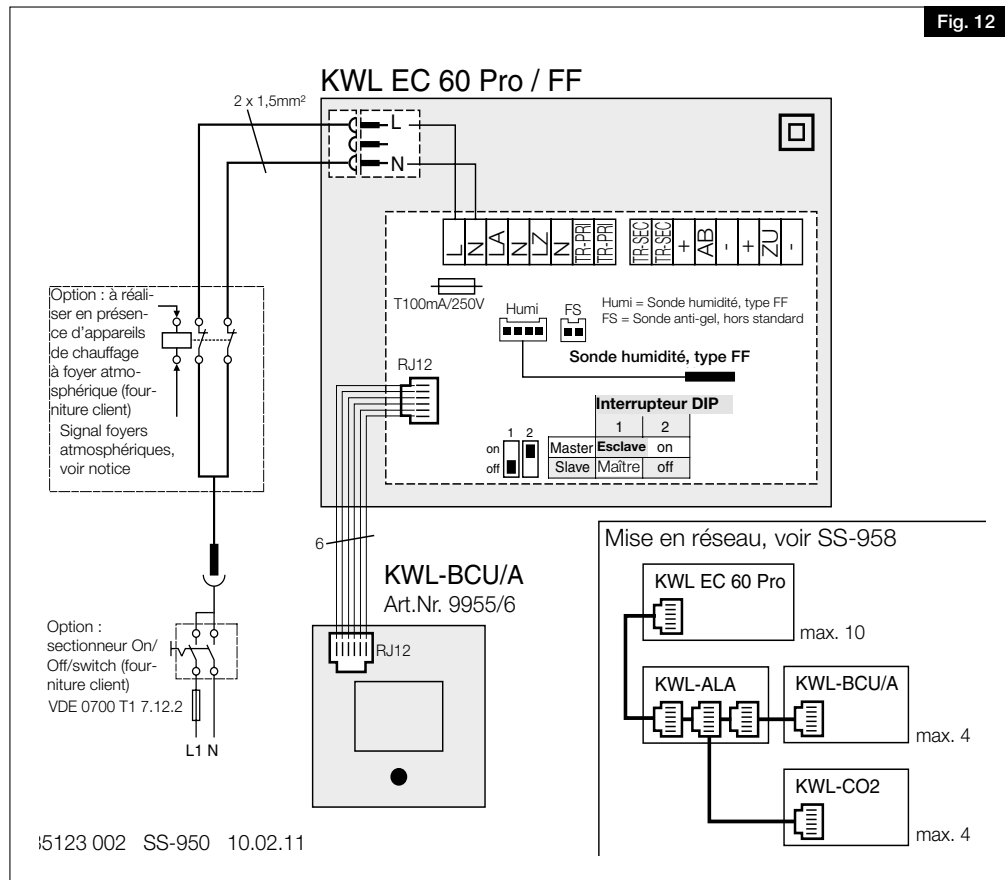 Fig. 12
KWL EC 60 Pro / FF
2 x 1,5mm²
L
N
L N LA N LZ N TR-PRI TR-PRI TR-SEC TR-SEC + AB - + ZU -
T100mA/250V
Humi
FS
Humi = Sonde humidité, type FF
FS = Sonde anti-gel, hors standard
Sonde humidité, type FF
RJ12
Interrupteur DIP
1 2
1 2
on
off
Master Esclave on
Slave Maître off
Option : à réali-
ser en présen-
ce d'appareils
de chauffage
à foyer atmo-
sphérique (four-
niture client)
Signal foyers
atmosphériques,
voir notice
6
KWL-BCU/A
Art.Nr. 9955/6
RJ12
Option :
sectionneur On/
Off/switch (four-
niture client)
VDE 0700 T1 7.12.2
L1 N
Mise en réseau, voir SS-958
KWL EC 60 Pro
max. 10
KWL-ALA
KWL-BCU/A
max. 4
KWL-CO2
max. 4
5123 002 SS-950 10.02.11